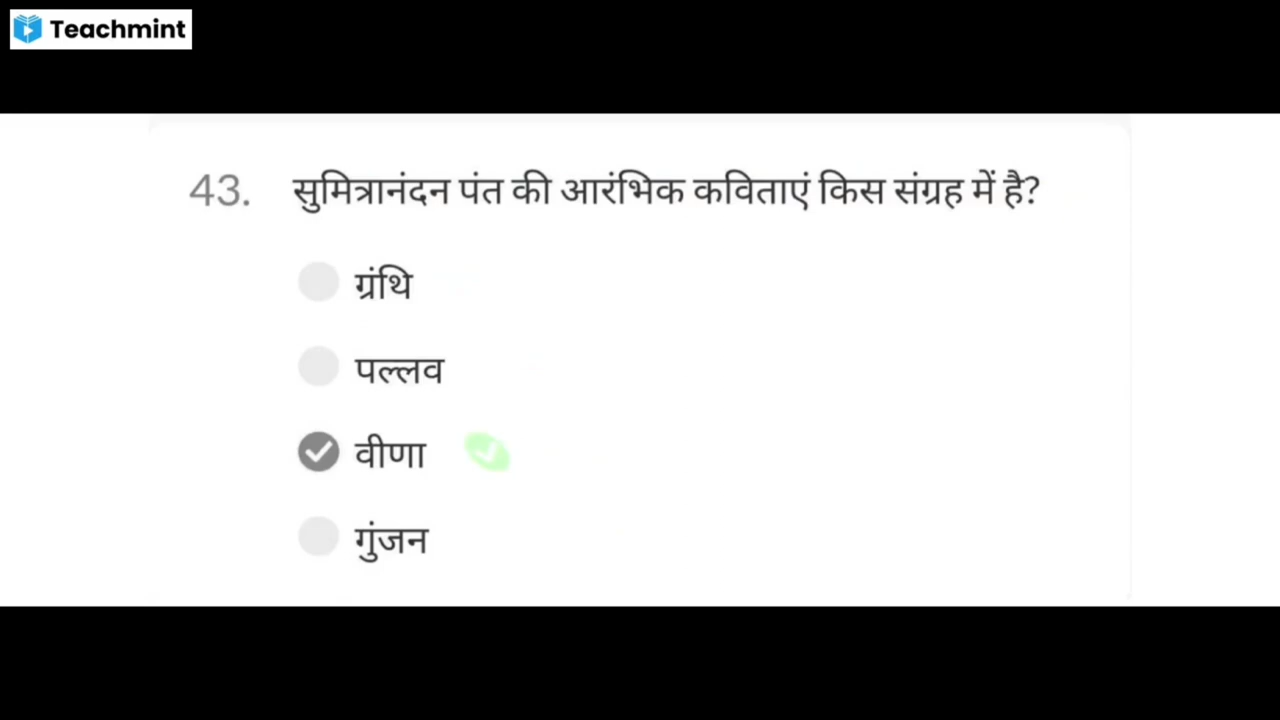 Teachmint
43. सुमित्रानंदन पंत की आरंभिक कविताएं किस संग्रह में है?
ग्रंथि
पल्लव
वीणा
गुंजन